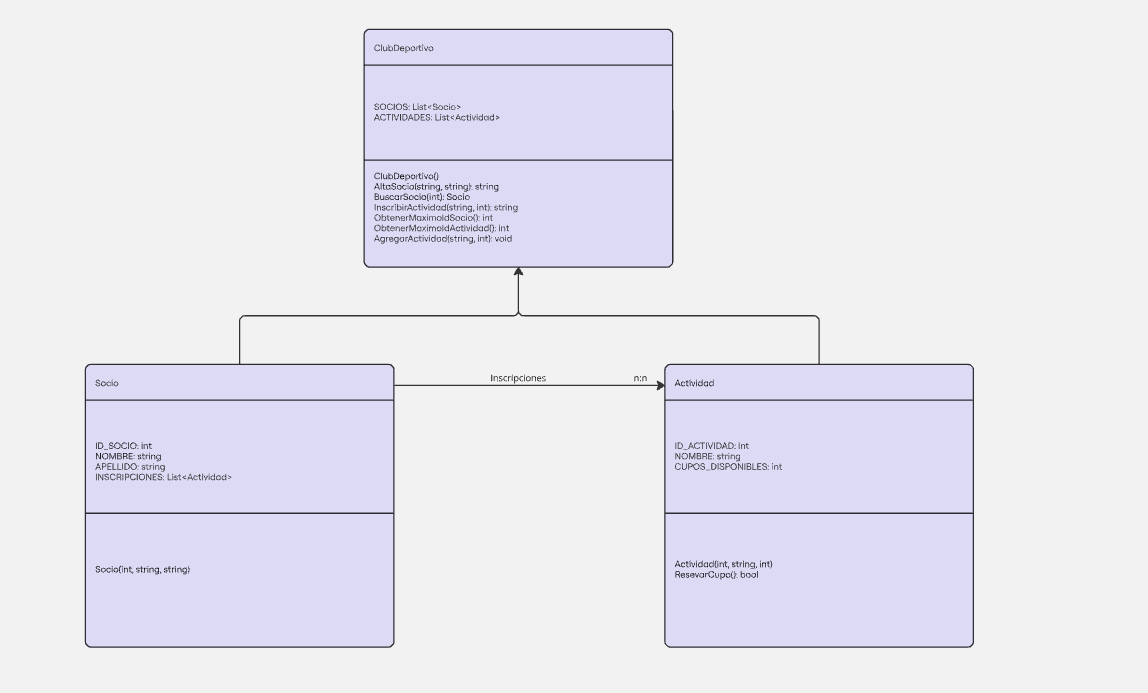 ClubDeportivo
SOCIOS: List<Socio>
ACTIVIDADES: List<Actividad>
ClubDeportivo()
AltaSocio(string, string): string
BuscarSocio(int): Socio
InscribirActividad(string, int): string
ObtenerMaximoIdSocio(): int
ObtenerMaximoIdActividad(): int
AgregarActividad(string, int): void
Socio
Inscripciones
n:n
Actividad
ID_SOCIO: int
NOMBRE: string
APELLIDO: string
INSCRIPCIONES: List<Actividad>
ID_ACTIVIDAD: int
NOMBRE: string
CUPOS_DISPONIBLES: int
Socio(int, string, string)
Actividad(int, string, int)
ResevarCupo(): bool